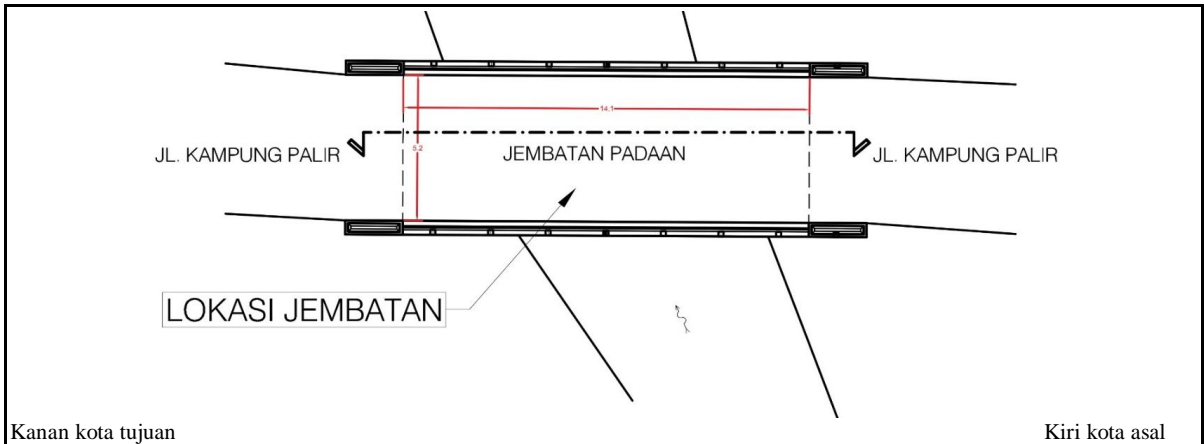 14.1
5.2
JL. KAMPUNG PALIR
JEMBATAN PADAAN
JL. KAMPUNG PALIR
LOKASI JEMBATAN
Kanan kota tujuan
Kiri kota asal